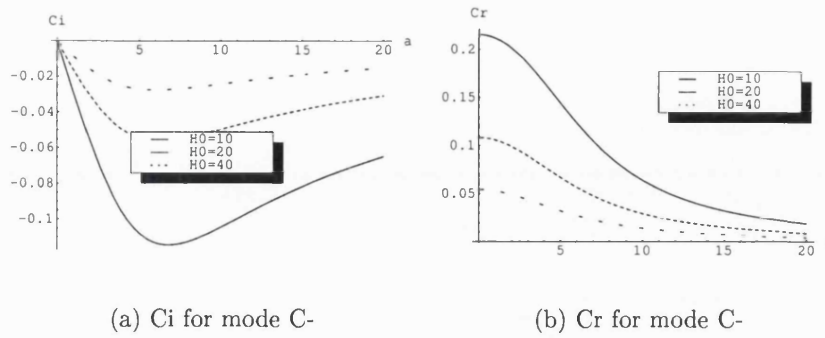 Ci
a
5
10
15
20
-0.02
-0.04
-0.06
-0.08
-0.1
H0=10
H0=20
H0=40
Cr
0.2
0.15
0.1
0.05
5
10
15
20
H0=10
H0=20
H0=40
(a) Ci for mode C-
(b) Cr for mode C-